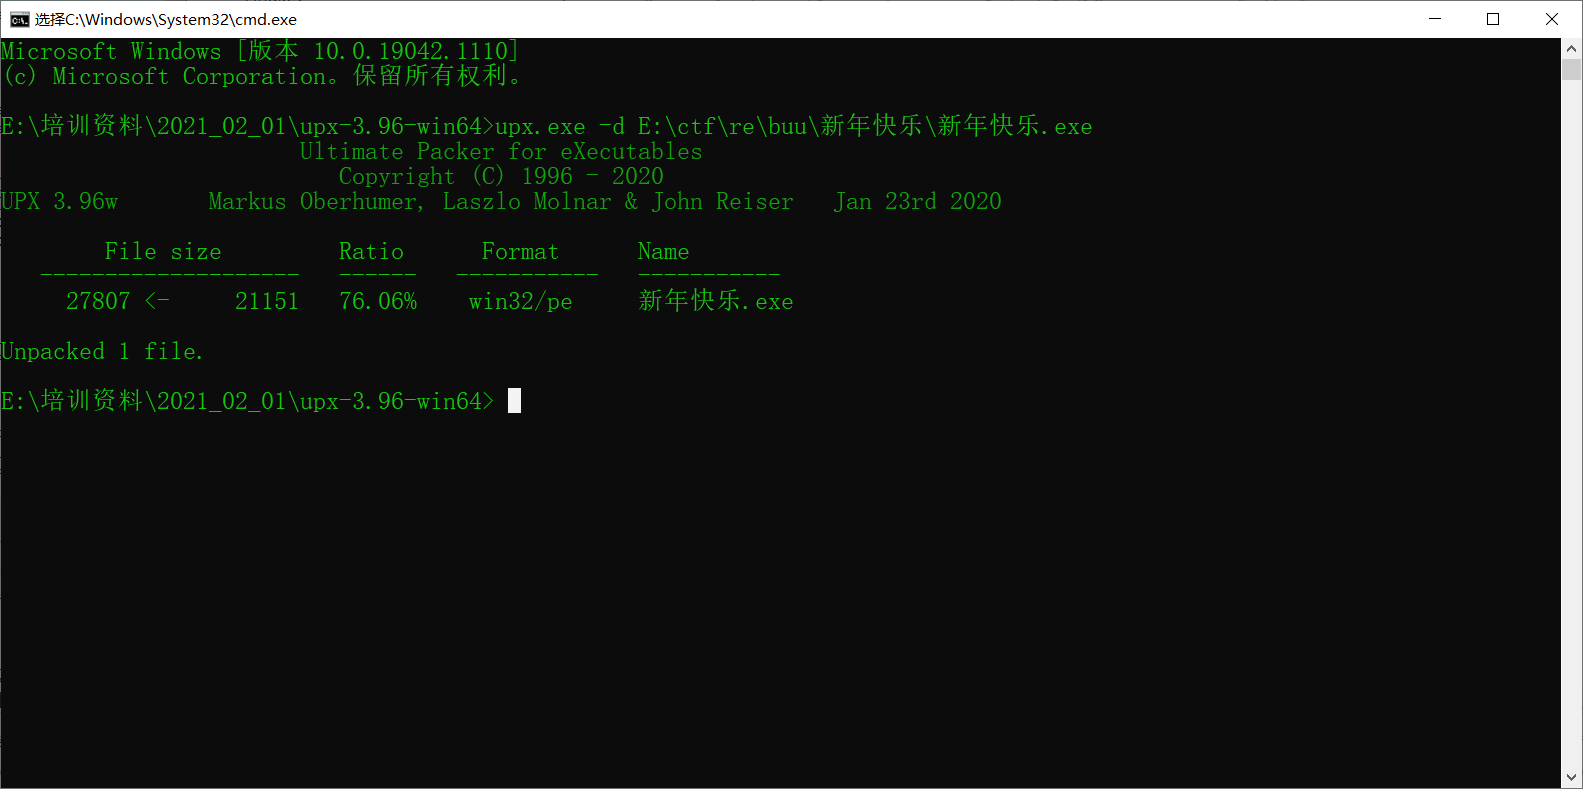 选择C:\Windows\System32\cmd.exe
Microsoft Windows [版本 10.0.19042.1110]
(c) Microsoft Corporation。保留所有权利。
E:\培训资料\2021_02_01\upx-3.96-win64>upx.exe -d E:\ctf\re\buu\新年快乐\新年快乐.exe
Ultimate Packer for eXecutables
Copyright (C) 1996 - 2020
UPX 3.96w       Markus Oberhumer, Laszlo Molnar & John Reiser   Jan 23rd 2020
File size         Ratio      Format      Name
--------------------   ------   -----------   -----------
27807 <-     21151   76.06%    win32/pe     新年快乐.exe
Unpacked 1 file.
E:\培训资料\2021_02_01\upx-3.96-win64>